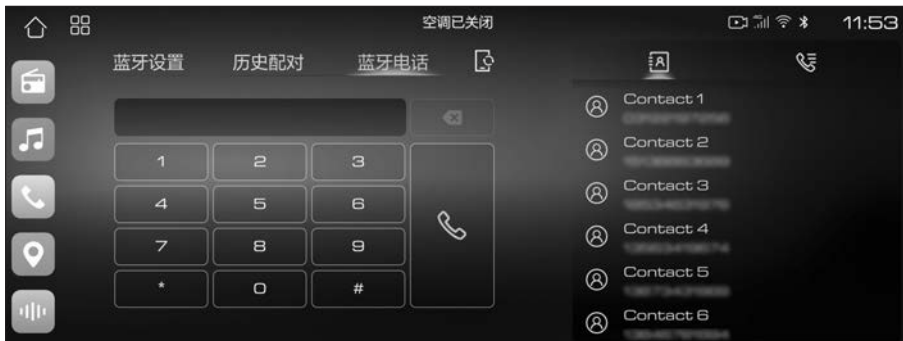 空调已关闭
11:53
蓝牙设置 历史配对 蓝牙电话
Contact 1
Contact 2
1 2 3
Contact 3
4 5 6
Contact 4
7 8 9
Contact 5
* 0 #
Contact 6